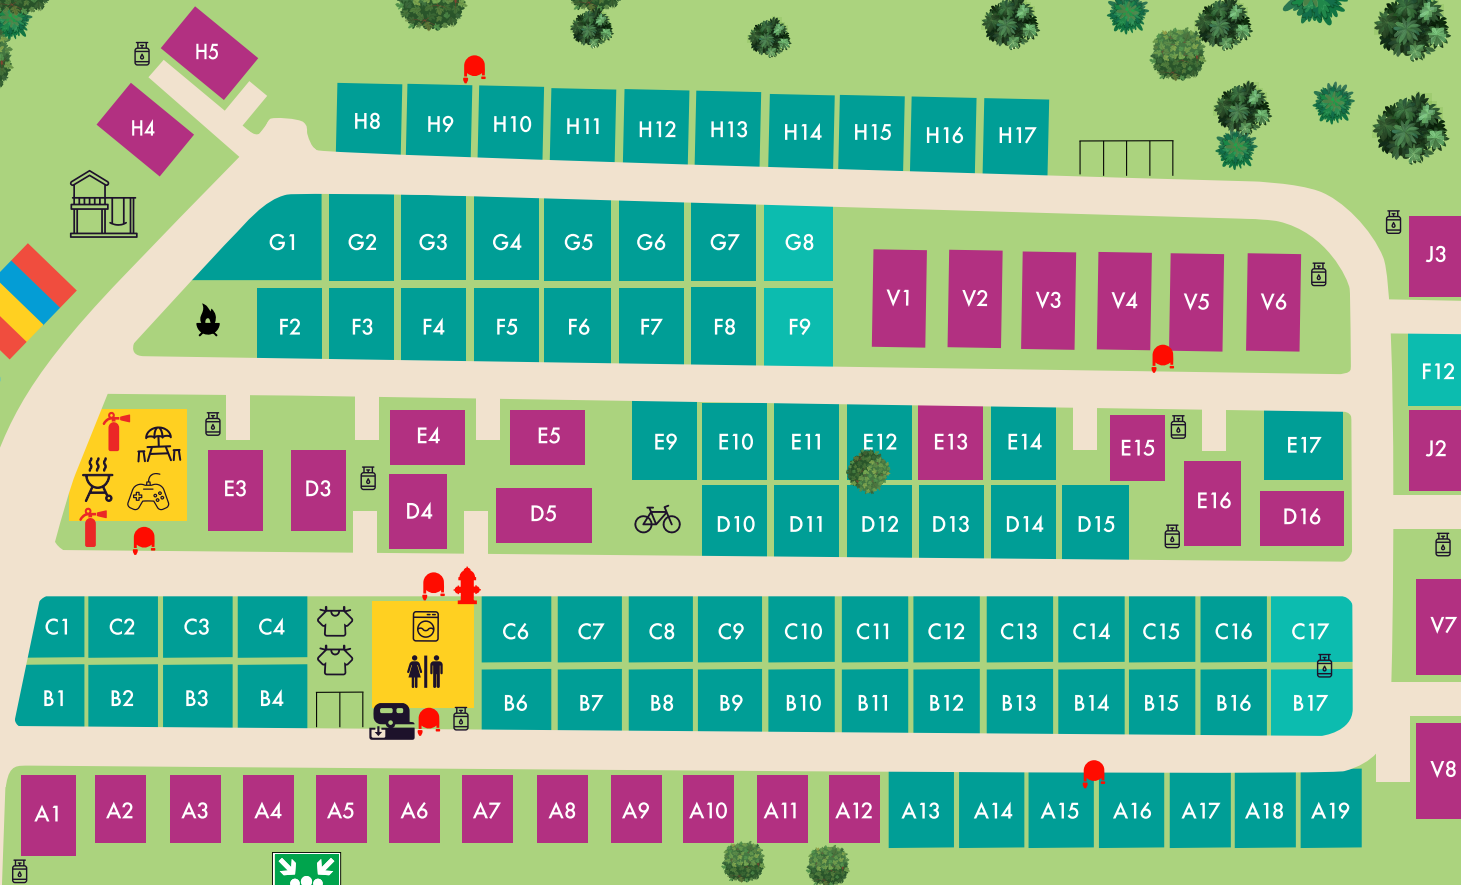 H5
H4
H8 H9 H10 H11 H12 H13 H14 H15 H16 H17
G1 G2 G3 G4 G5 G6 G7 G8
J3
V1 V2 V3 V4 V5 V6
F2 F3 F4 F5 F6 F7 F8 F9
F12
E4 E5 E9 E10 E11 E12 E13 E14 E15 E17
J2
E3 D3 D4 D5 D10 D11 D12 D13 D14 D15 E16 D16
C1 C2 C3 C4 C6 C7 C8 C9 C10 C11 C12 C13 C14 C15 C16 C17
V7
B1 B2 B3 B4 B6 B7 B8 B9 B10 B11 B12 B13 B14 B15 B16 B17
V8
A1 A2 A3 A4 A5 A6 A7 A8 A9 A10 A11 A12 A13 A14 A15 A16 A17 A18 A19